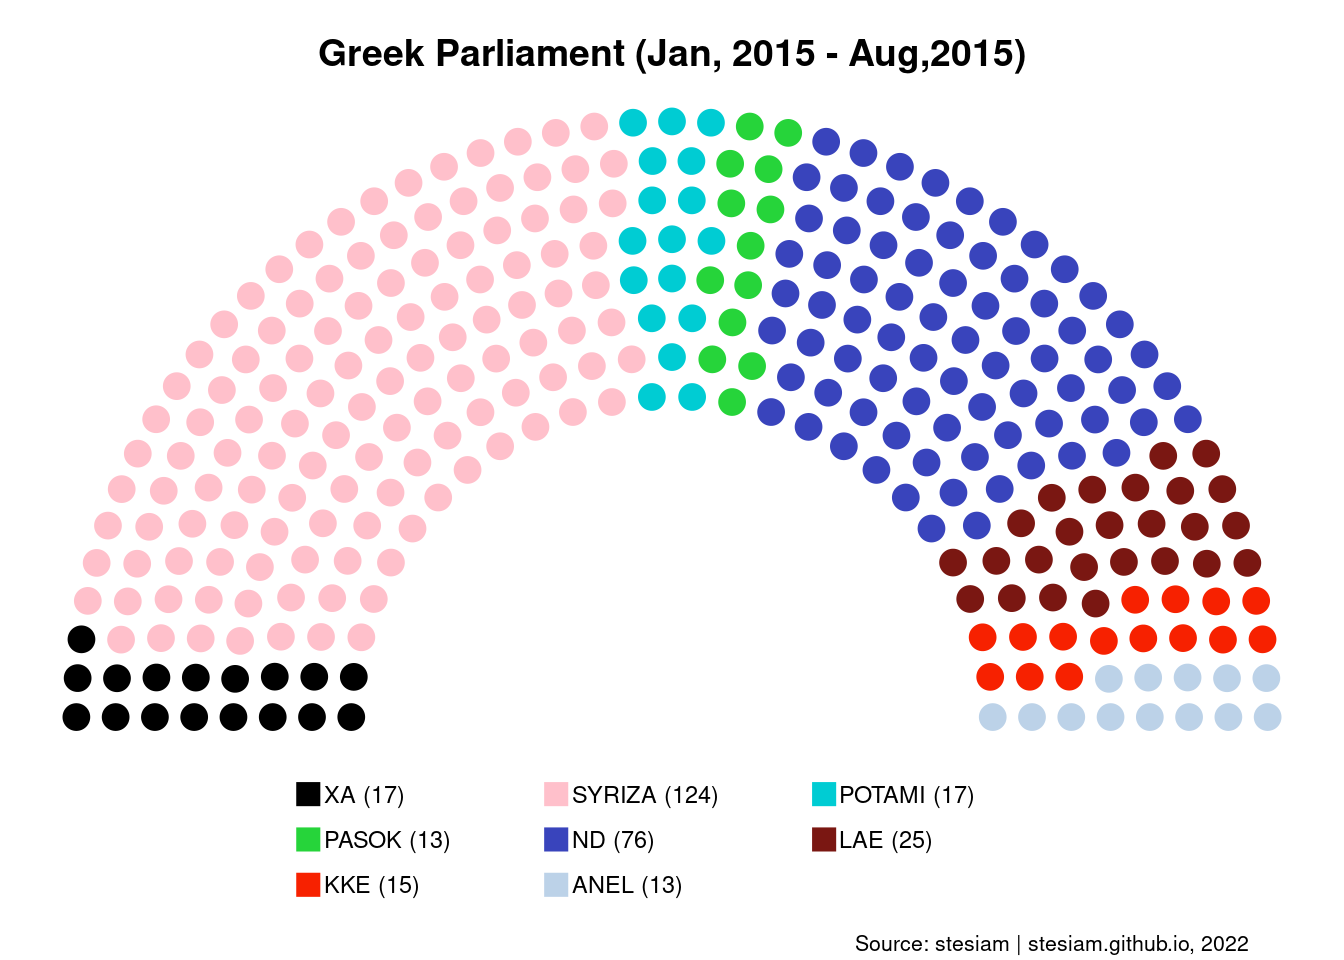 Greek Parliament (Jan, 2015 - Aug,2015)
XA (17) SYRIZA (124) POTAMI (17)
PASOK (13) ND (76) LAE (25)
KKE (15) ANEL (13)
Source: stesiam | stesiam.github.io, 2022